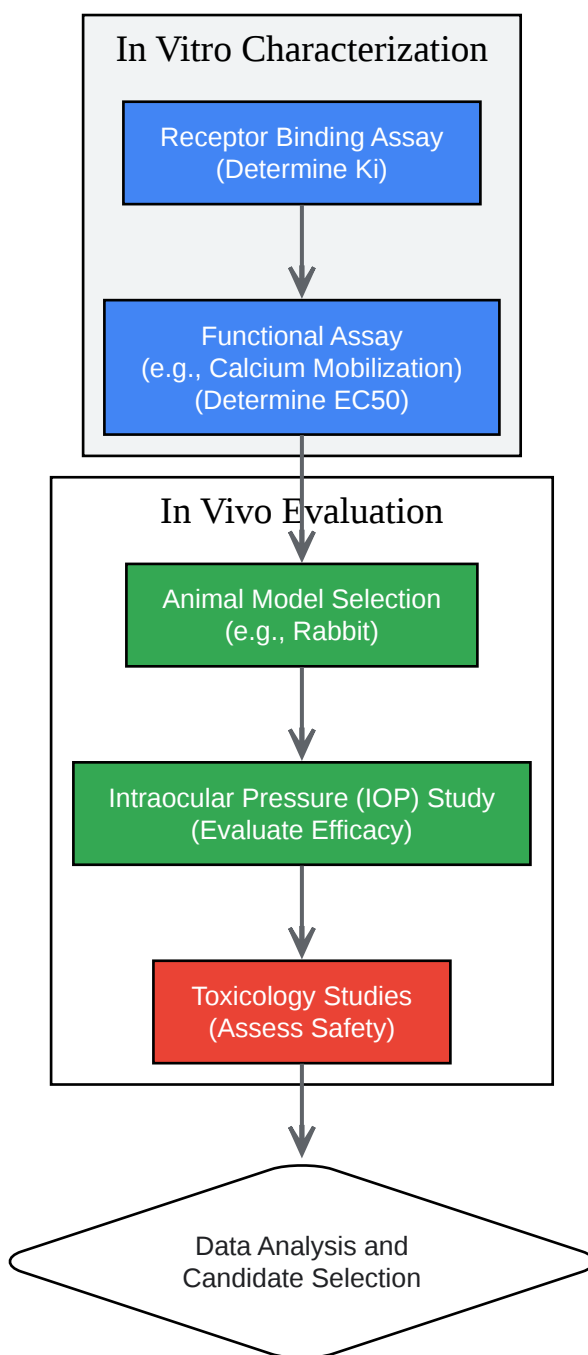 In Vitro Characterization
Receptor Binding Assay
(Determine Ki)
Functional Assay
(e.g., Calcium Mobilization)
(Determine EC50)
In Vivo Evaluation
Animal Model Selection
(e.g., Rabbit)
Intraocular Pressure (IOP) Study
(Evaluate Efficacy)
Toxicology Studies
(Assess Safety)
Data Analysis and
Candidate Selection